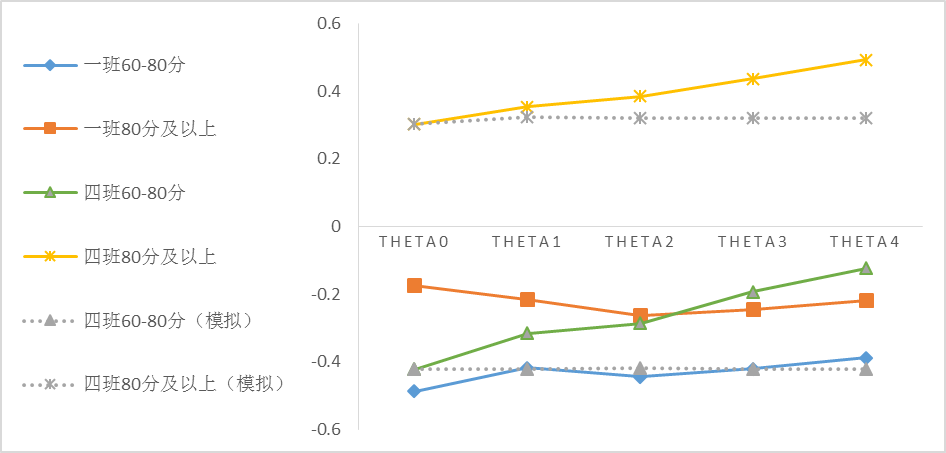 一班60-80分
一班80分及以上
四班60-80分
四班80分及以上
四班60-80分（模拟）
四班80分及以上（模拟）
0.6
0.4
0.2
0
-0.2
-0.4
-0.6
THETA0 THETA1 THETA2 THETA3 THETA4